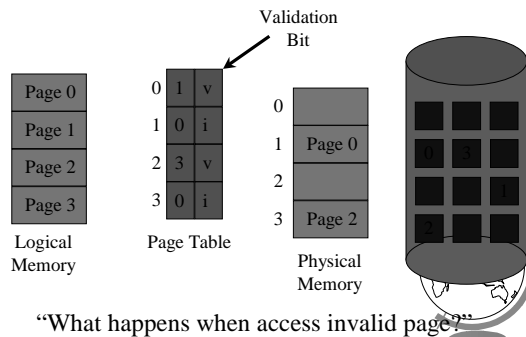 Validation
Bit
Page 0
Page 1
Page 2
Page 3
Logical
Memory
0 1 v
1 0 i
2 3 v
3 0 i
Page Table
0
1 Page 0
2
3 Page 2
Physical
Memory
0 3
1
2
“What happens when access invalid page?”